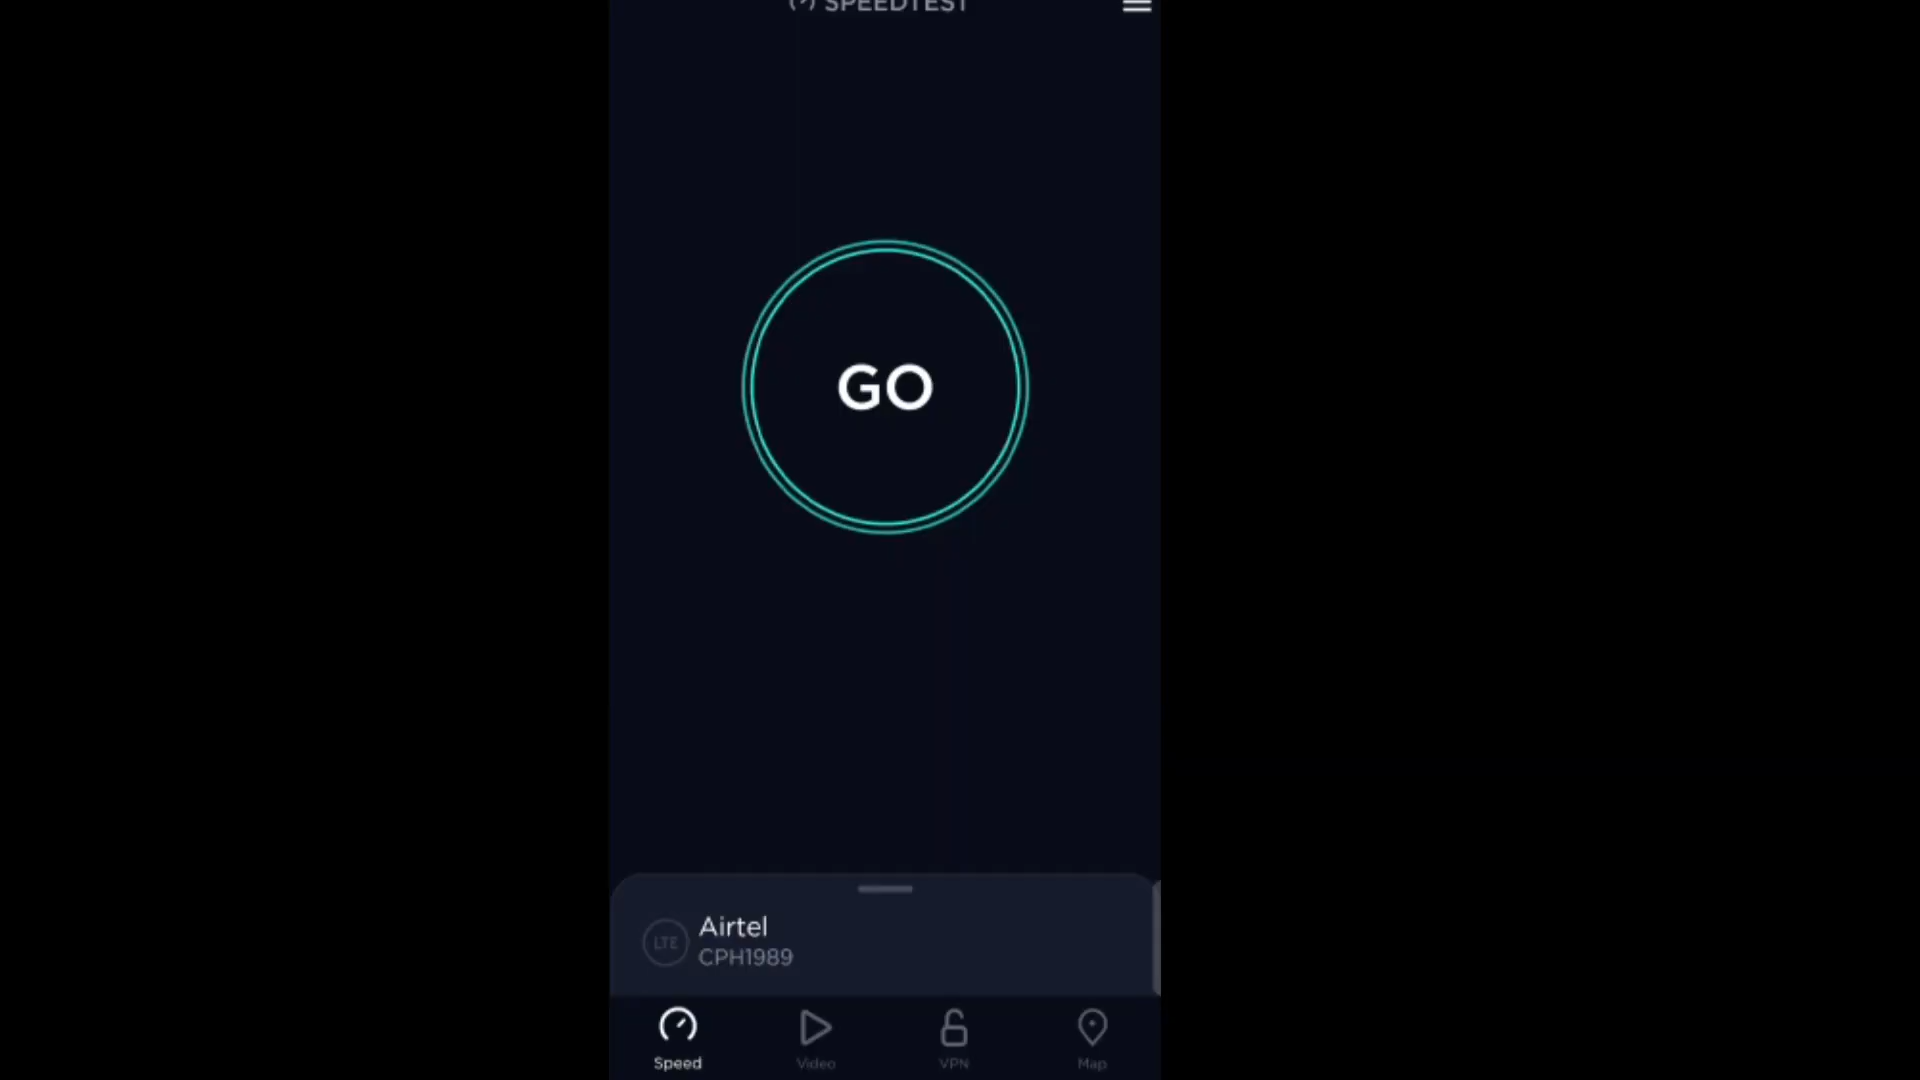 SPEEDTEST
GO
LTE
Airtel
CPH1989
Speed
Video
VPN
Map